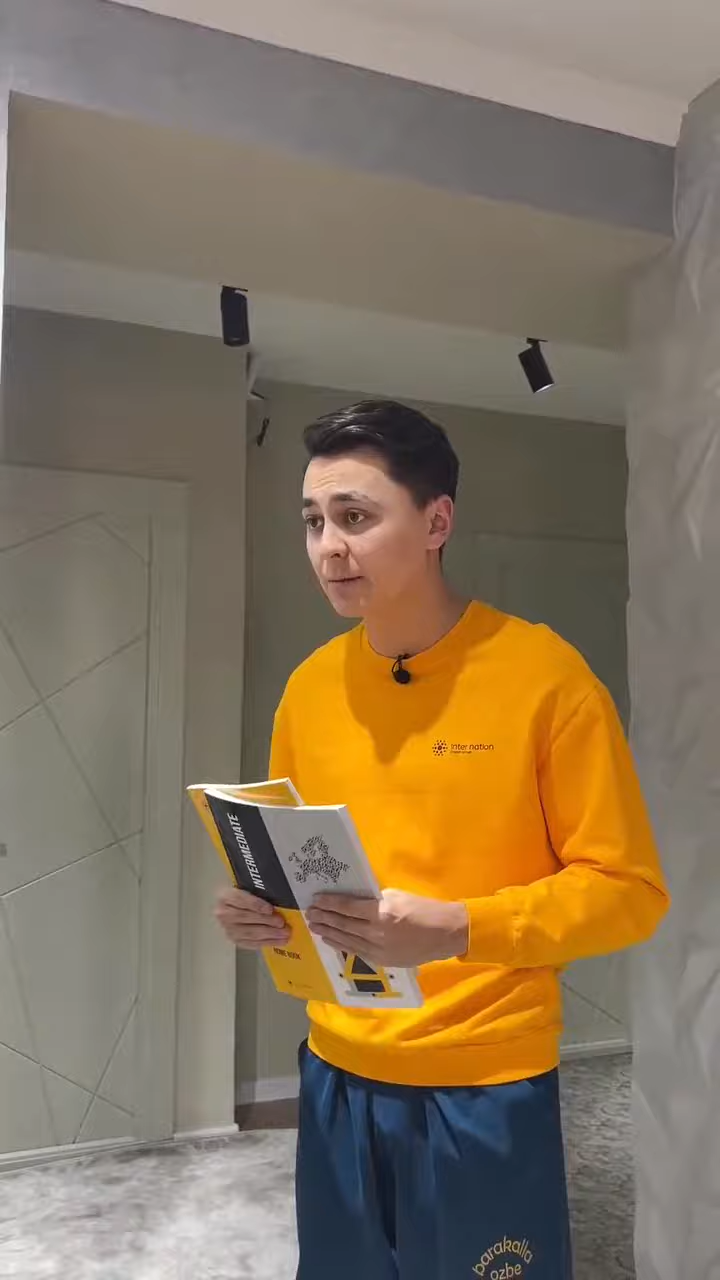 inter nation
INTERMEDIATE
HOME BOOK
A
barakalla
ozbe